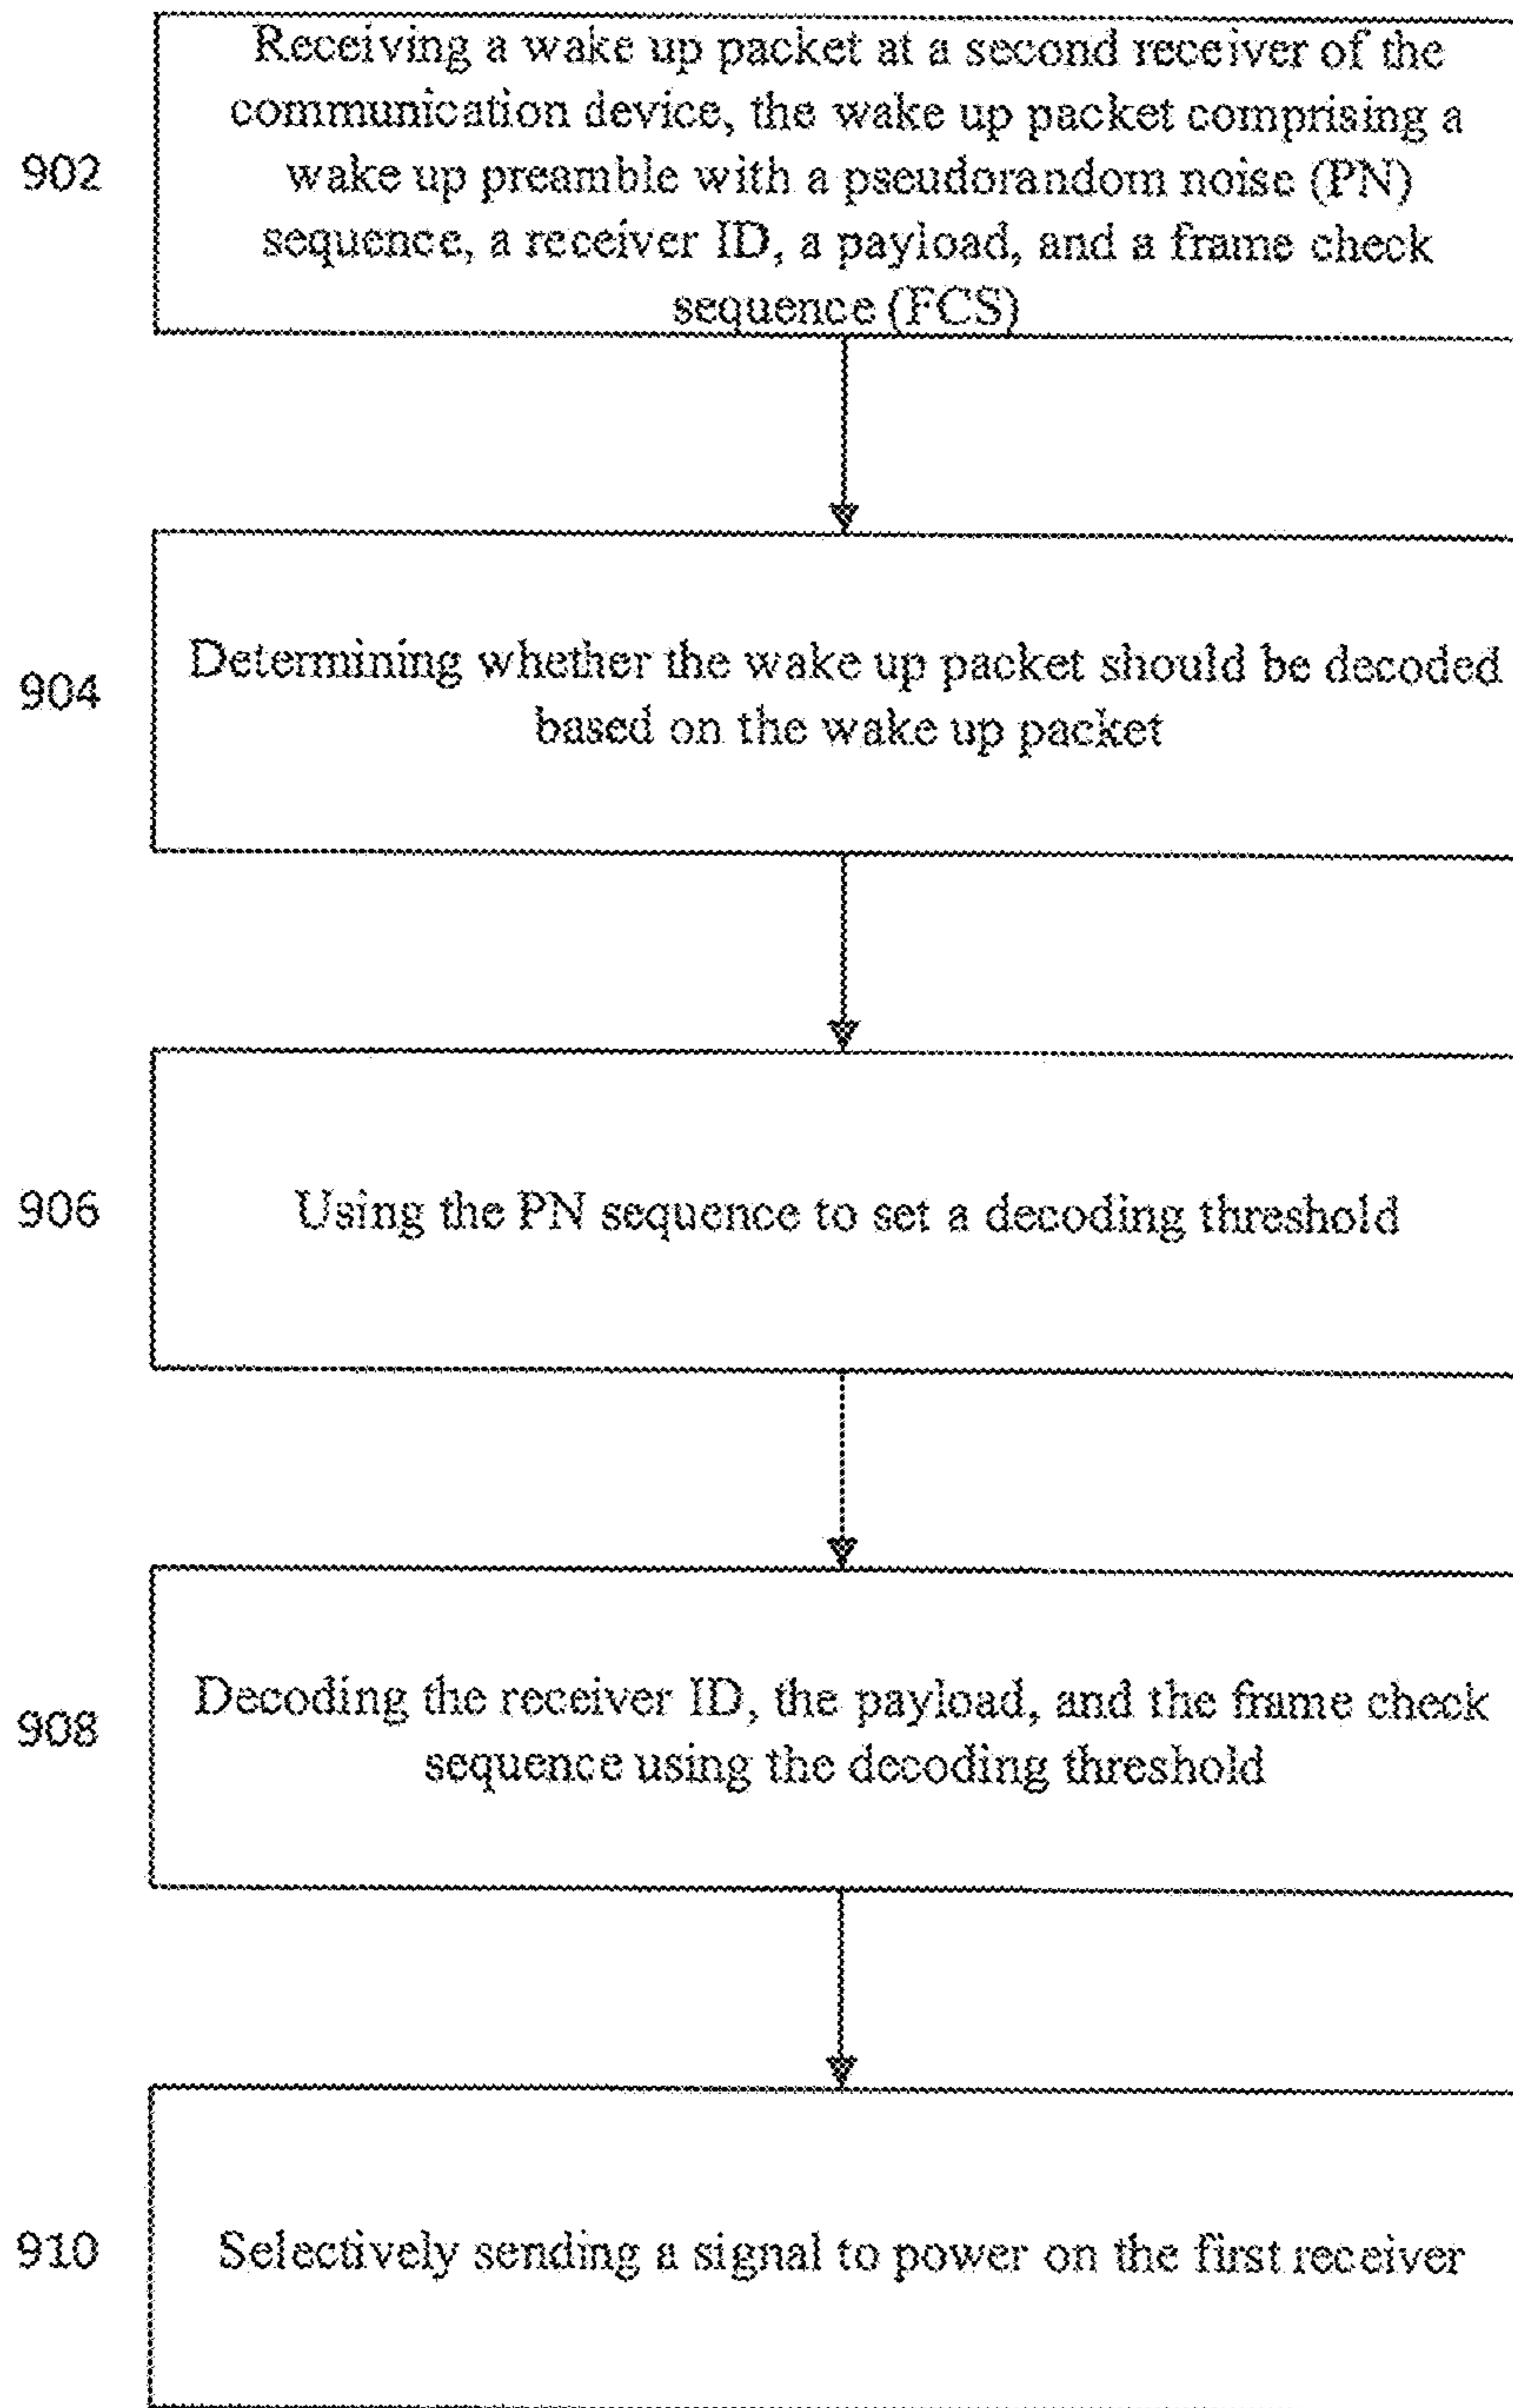 Receiving a wake up packet at a second receiver of the
communication device, the wake up packet comprising a
902
wake up preamble with a pseudorandom noise (PN)
sequence, a receiver ID, a payload, and a frame check
sequence (FCS)
904
Determining whether the wake up packet should be decoded
based on the wake up packet
906
Using the PN sequence to set a decoding threshold
908
Decoding the receiver ID, the payload, and the frame check
sequence using the decoding threshold
910
Selectively sending a signal to power on the first receiver